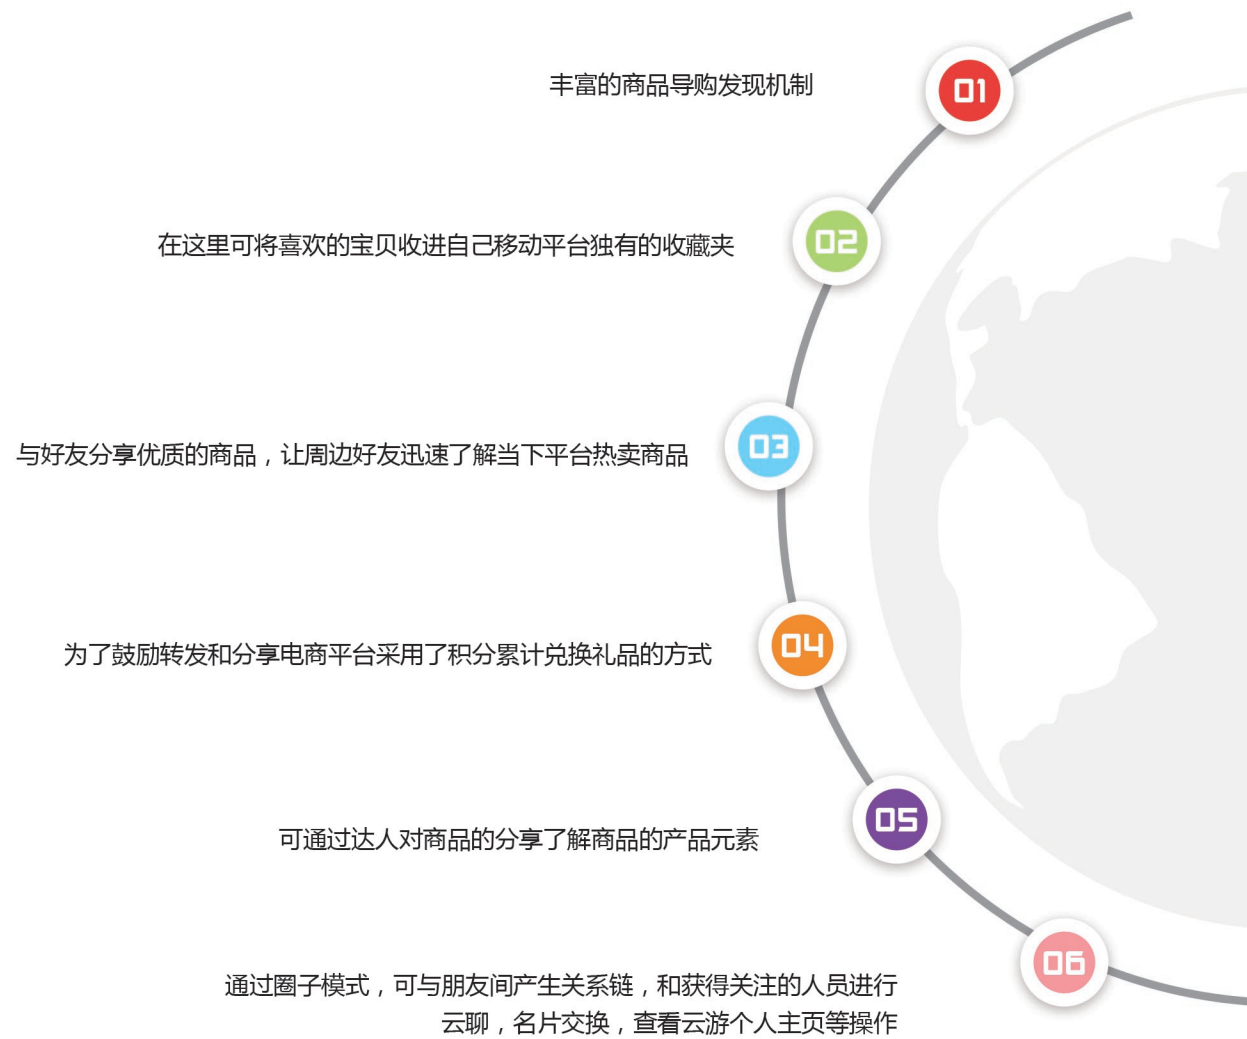 丰富的商品导购发现机制
01
在这里可将喜欢的宝贝收进自己移动平台独有的收藏夹
02
与好友分享优质的商品，让周边好友迅速了解当下平台热卖商品
03
为了鼓励转发和分享电商平台采用了积分累计兑换礼品的方式
04
可通过达人对商品的分享了解商品的产品元素
05
通过圈子模式，可与朋友间产生关系链，和获得关注的人员进行
云聊，名片交换，查看云游个人主页等操作
06